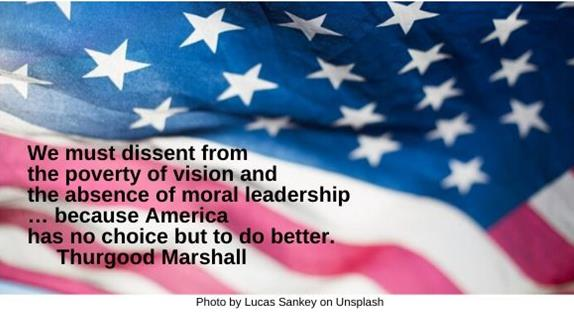 We must dissent from
the poverty of vision and
the absence of moral leadership
… because America
has no choice but to do better.
Thurgood Marshall
Photo by Lucas Sankey on Unsplash